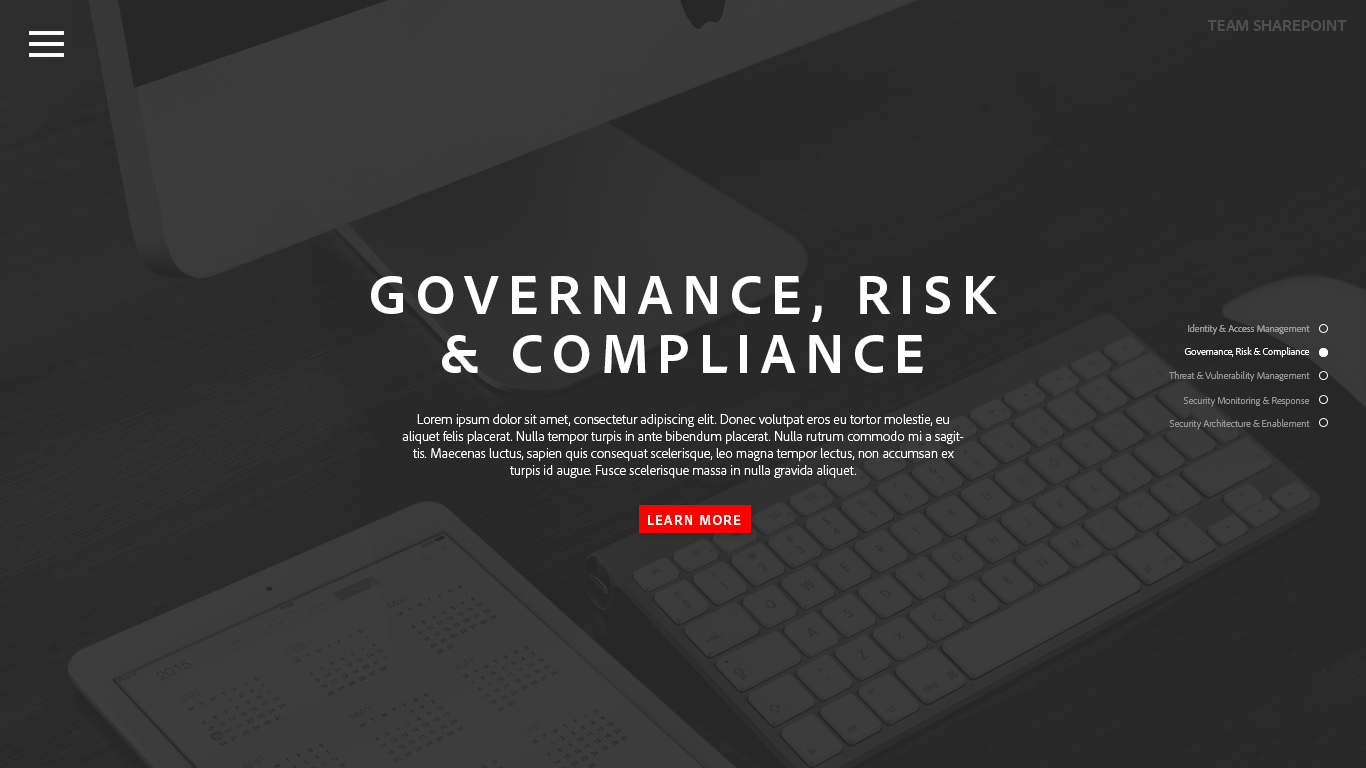 TEAM SHAREPOINT
GOVERNANCE, RISK
& COMPLIANCE
Lorem ipsum dolor sit amet, consectetur adipiscing elit. Donec volutpat eros eu tortor molestie, eu
aliquet felis placerat. Nulla tempor turpis in ante bibendum placerat. Nulla rutrum commodo mi a sagit-
tis. Maecenas luctus, sapien quis consequat scelerisque, leo magna tempor lectus, non accumsan ex
turpis id augue. Fusce scelerisque massa in nulla gravida aliquet.
LEARN MORE
Identity & Access Management
Governance, Risk & Compliance
Threat & Vulnerability Management
Security Monitoring & Response
Security Architecture & Enablement
2016